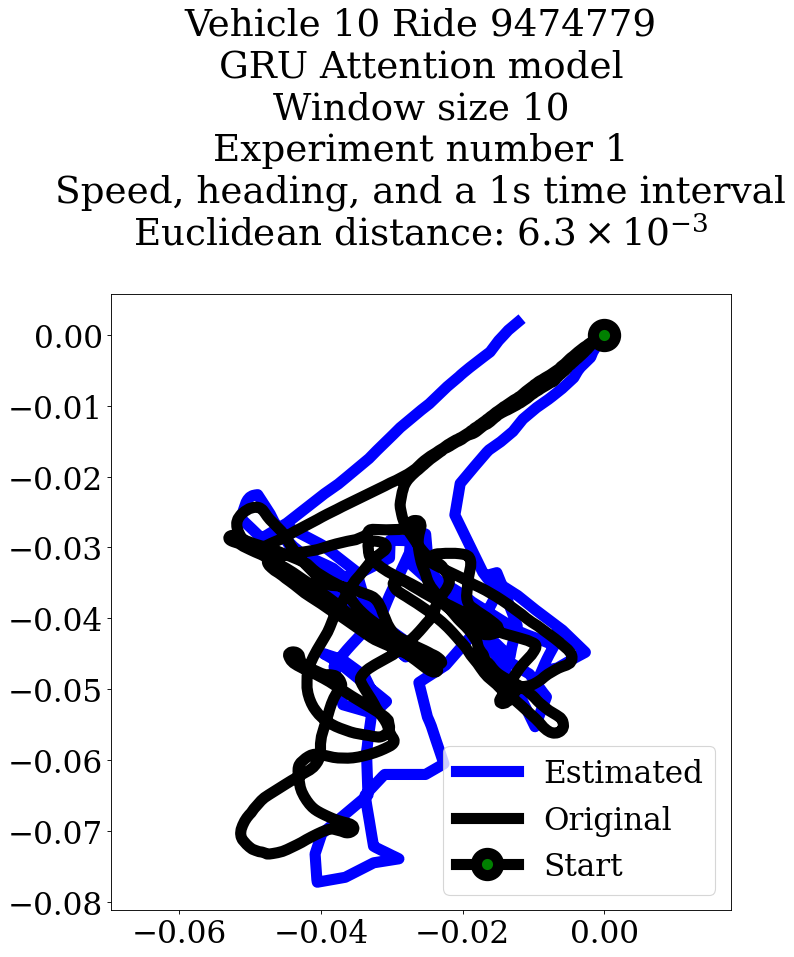 Vehicle 10 Ride 9474779
GRU Attention model
Window size 10
Experiment number 1
Speed, heading, and a 1s time interval
Euclidean distance: 6.3 × 10⁻³
0.00
−0.01
−0.02
−0.03
−0.04
−0.05
−0.06
−0.07
−0.08
−0.06
−0.04
−0.02
0.00
Estimated
Original
Start